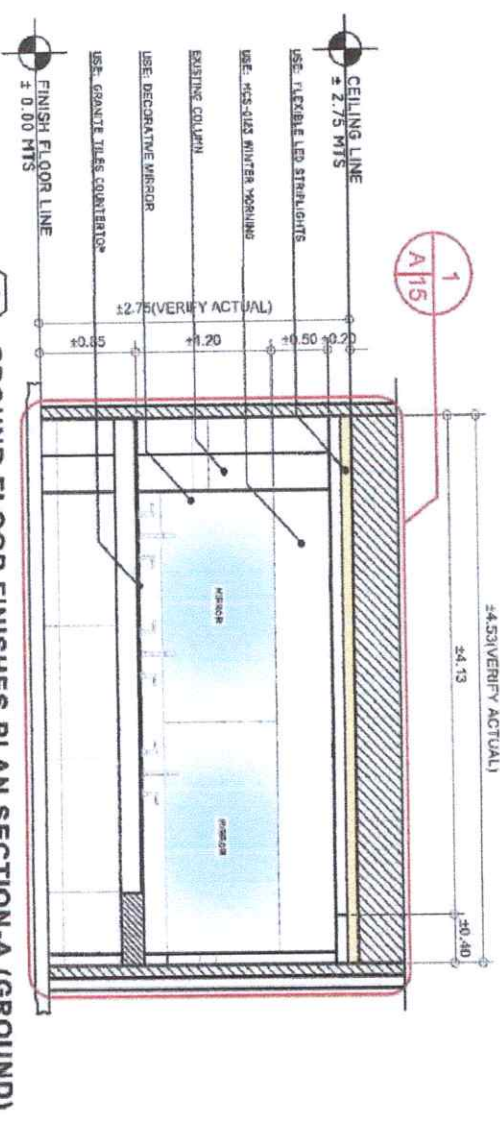 1
A 15
±4.53(VERIFY ACTUAL)
±4.13
±0.40
CEILING LINE
± 2.75 MTS
USE: FLEXIBLE LED STRIPLIGHTS
USE: MCS-0183 WINTER MORNING
EXISTING COLUMN
USE: DECORATIVE MIRROR
USE: GRANITE TILES COUNTERTOP
FINISH FLOOR LINE
± 0.00 MTS
±2.75(VERIFY ACTUAL)
±0.20
±0.50
±1.20
±0.85
MIRROR
MIRROR
GROUND FLOOR FINISHES PLAN SECTION-A (GROUND)